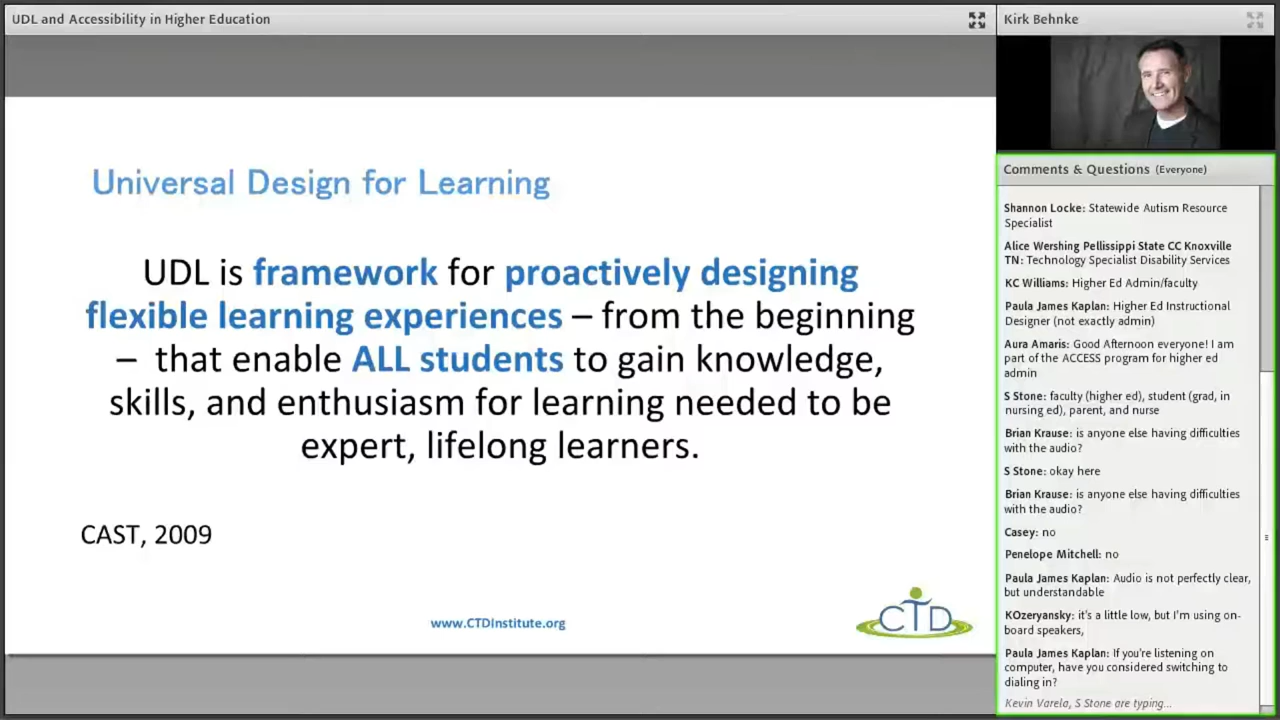 UDL and Accessibility in Higher Education
Universal Design for Learning
UDL is framework for proactively designing
flexible learning experiences – from the beginning
– that enable ALL students to gain knowledge,
skills, and enthusiasm for learning needed to be
expert, lifelong learners.
CAST, 2009
www.CTDInstitute.org
CTD
Kirk Behnke
Comments & Questions (Everyone)
Shannon Locke: Statewide Autism Resource
Specialist
Alice Wershing Pellissippi State CC Knoxville
TN: Technology Specialist Disability Services
KC Williams: Higher Ed Admin/faculty
Paula James Kaplan: Higher Ed Instructional
Designer (not exactly admin)
Aura Amaris: Good Afternoon everyone! I am
part of the ACCESS program for higher ed
admin
S Stone: faculty (higher ed), student (grad, in
nursing ed), parent, and nurse
Brian Krause: is anyone else having difficulties
with the audio?
S Stone: okay here
Brian Krause: is anyone else having difficulties
with the audio?
Casey: no
Penelope Mitchell: no
Paula James Kaplan: Audio is not perfectly clear,
but understandable
KOzeryansky: it's a little low, but I'm using on-
board speakers,
Paula James Kaplan: If you're listening on
computer, have you considered switching to
dialing in?
Kevin Varela, S Stone are typing...